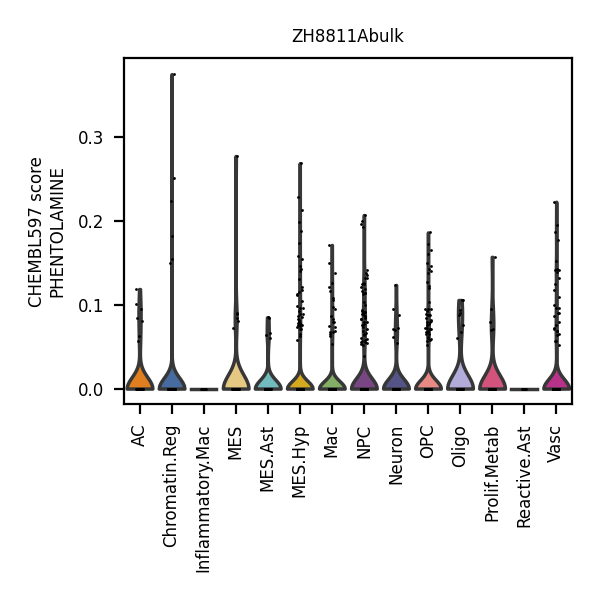 ZH8811Abulk
CHEMBL597 score
PHENTOLAMINE
0.3
0.2
0.1
0.0
AC
Chromatin.Reg
Inflammatory.Mac
MES
MES.Ast
MES.Hyp
Mac
NPC
Neuron
OPC
Oligo
Prolif.Metab
Reactive.Ast
Vasc